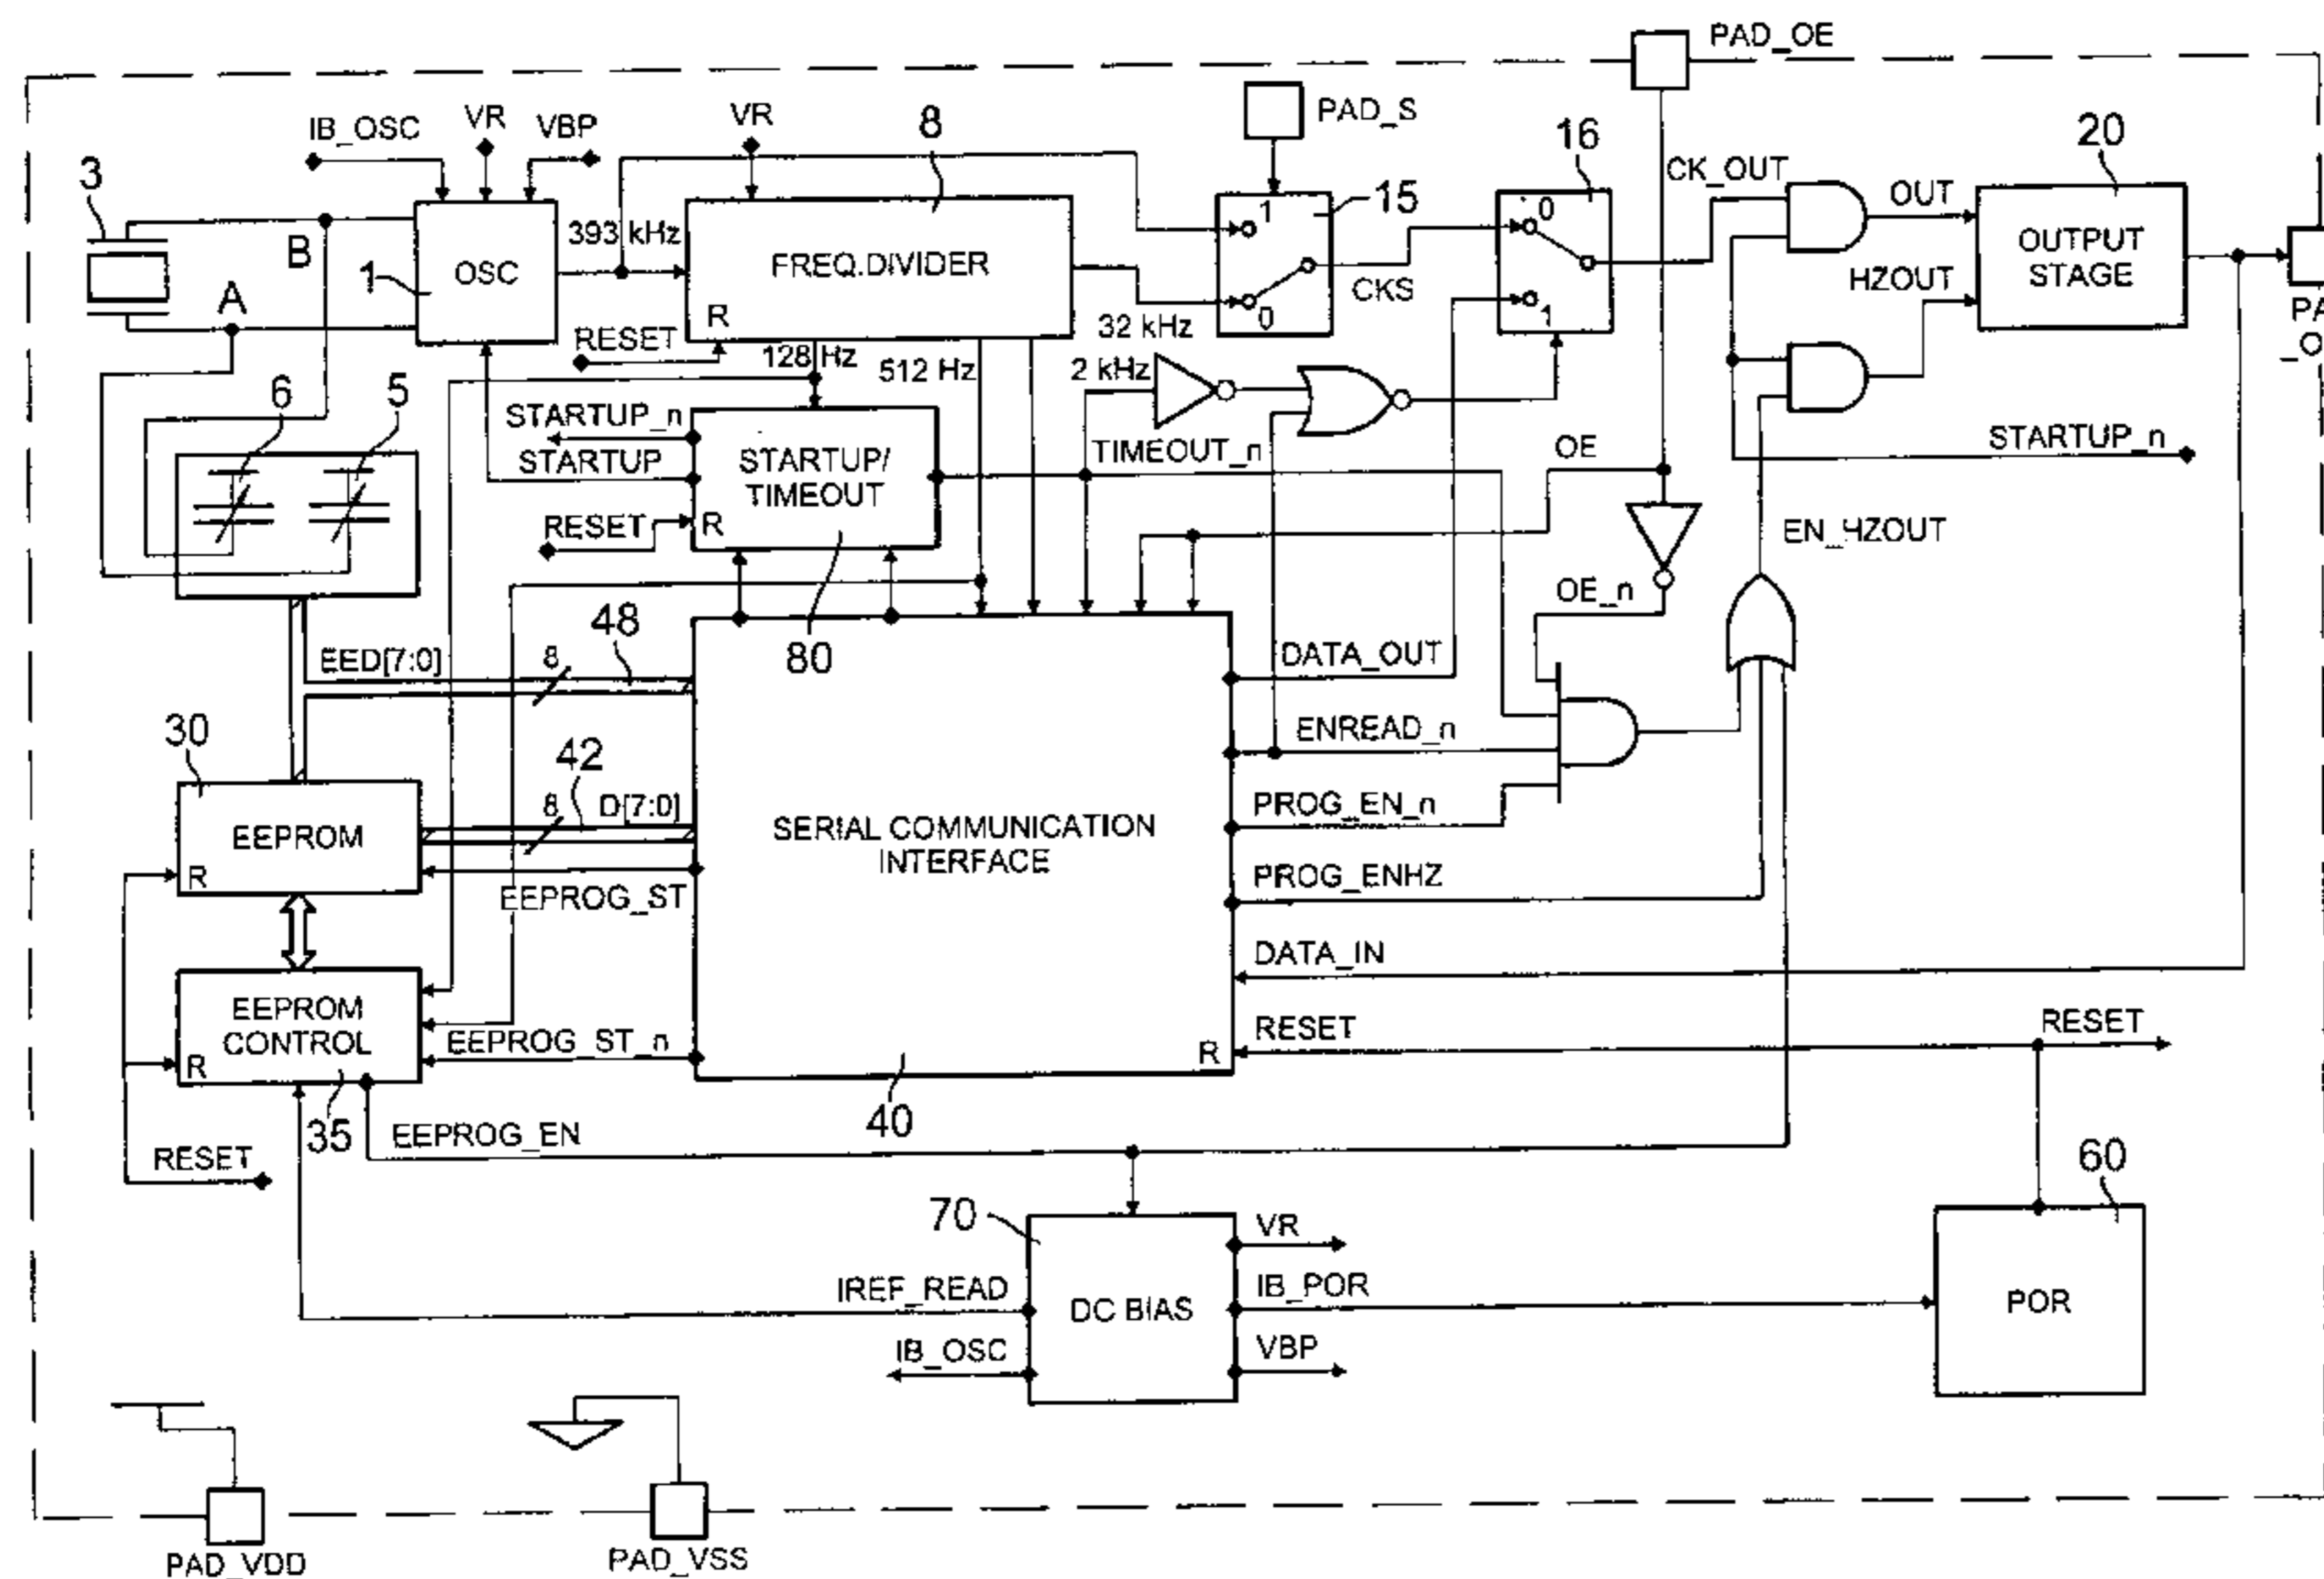 PAD_OE
IB_OSC
VR
VBP
VR
8
PAD_S
16
20
3
B
A
1
OSC
393 kHz
FREQ.DIVIDER
R
RESET
128 Hz
512 Hz
32 kHz
2 kHz
1
0
15
CKS
0
1
CK_OUT
OUT
HZOUT
OUTPUT
STAGE
6
5
STARTUP_n
STARTUP
STARTUP/
TIMEOUT
RESET
R
80
TIMEOUT_n
OE
STARTUP_n
OE_n
EN_HZOUT
EED[7:0]
8
48
30
EEPROM
R
42
8
D[7:0]
EEPROG_ST
SERIAL COMMUNICATION
INTERFACE
DATA_OUT
ENREAD_n
PROG_EN_n
PROG_ENHZ
DATA_IN
RESET
R
RESET
EEPROM
CONTROL
R
EEPROG_ST_n
35
40
RESET
EEPROG_EN
70
60
VR
IREF_READ
DC BIAS
IB_POR
POR
IB_OSC
VBP
PAD_VDD
PAD_VSS